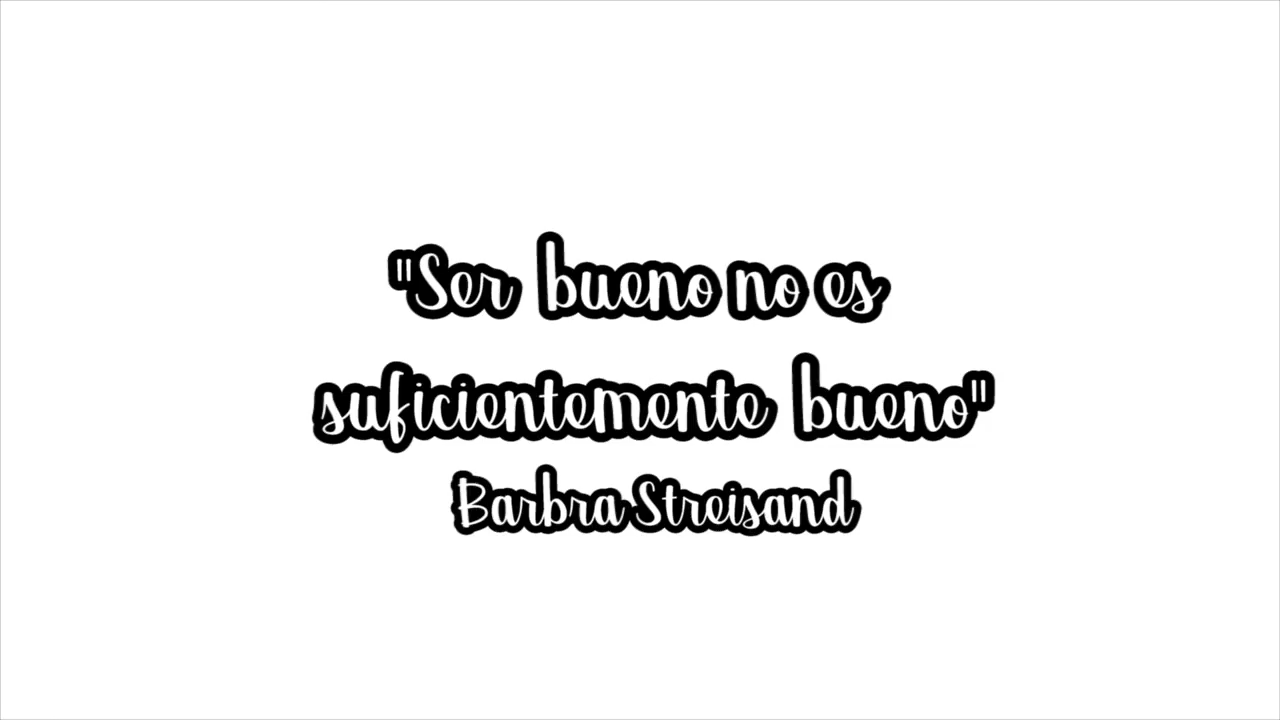 "Ser bueno no es
suficientemente bueno"
Barbra Streisand